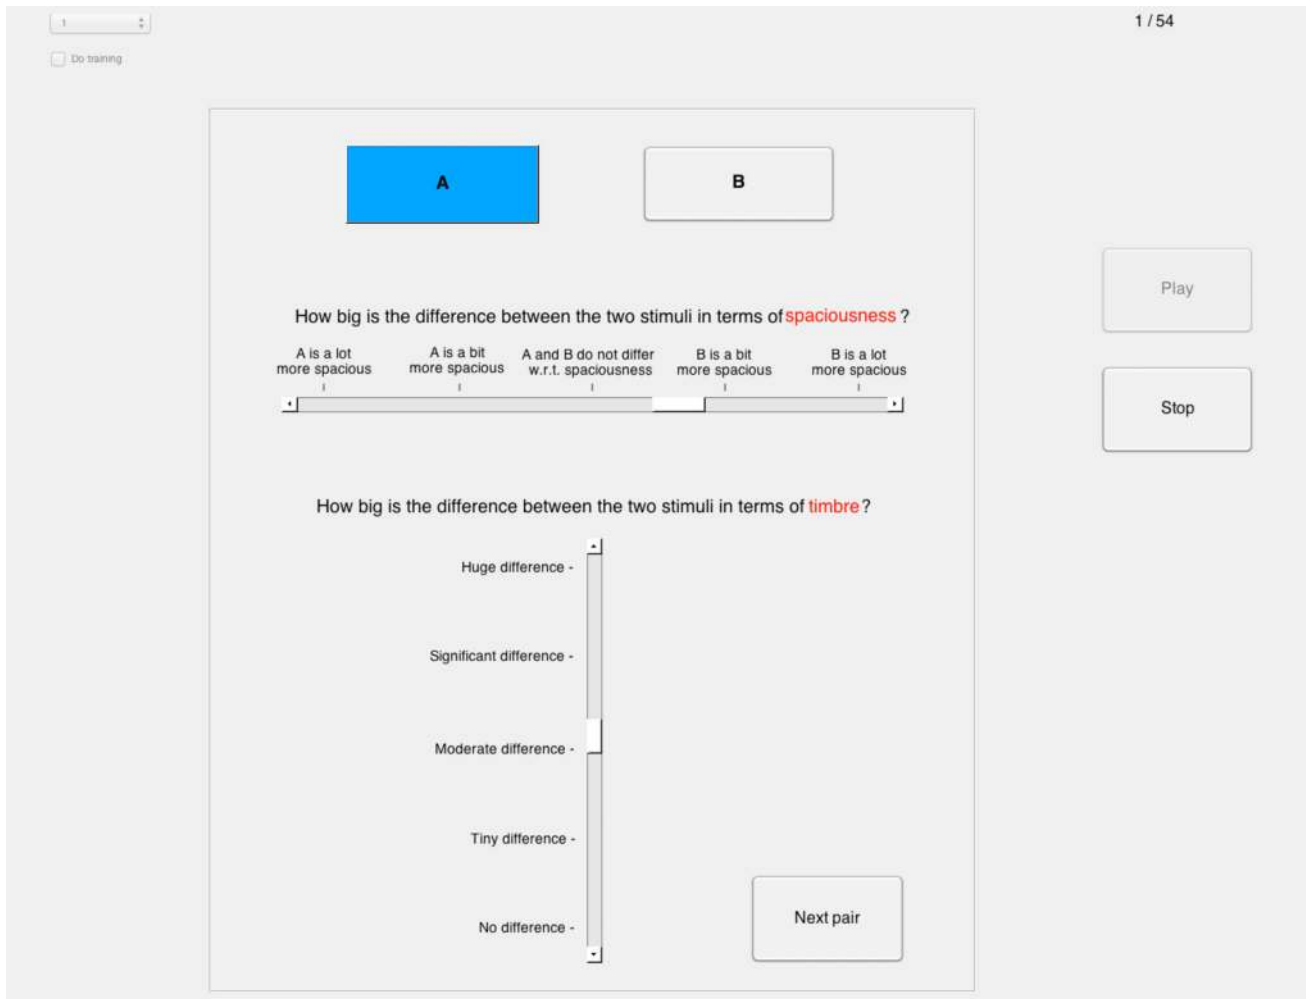 1
1 / 54
Do training
A
B
How big is the difference between the two stimuli in terms of spaciousness ?
A is a lot
more spacious
A is a bit
more spacious
A and B do not differ
w.r.t. spaciousness
B is a bit
more spacious
B is a lot
more spacious
Play
Stop
How big is the difference between the two stimuli in terms of timbre ?
Huge difference -
Significant difference -
Moderate difference -
Tiny difference -
No difference -
Next pair